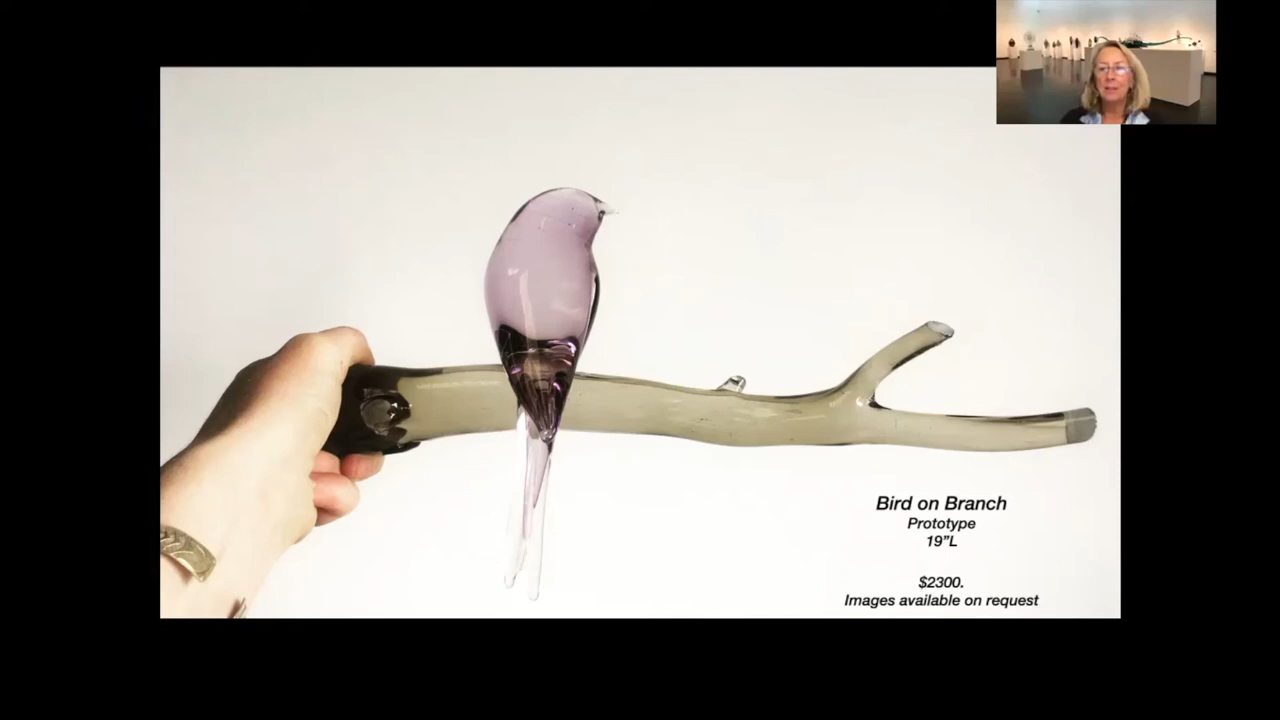 Bird on Branch
Prototype
19”L
$2300.
Images available on request